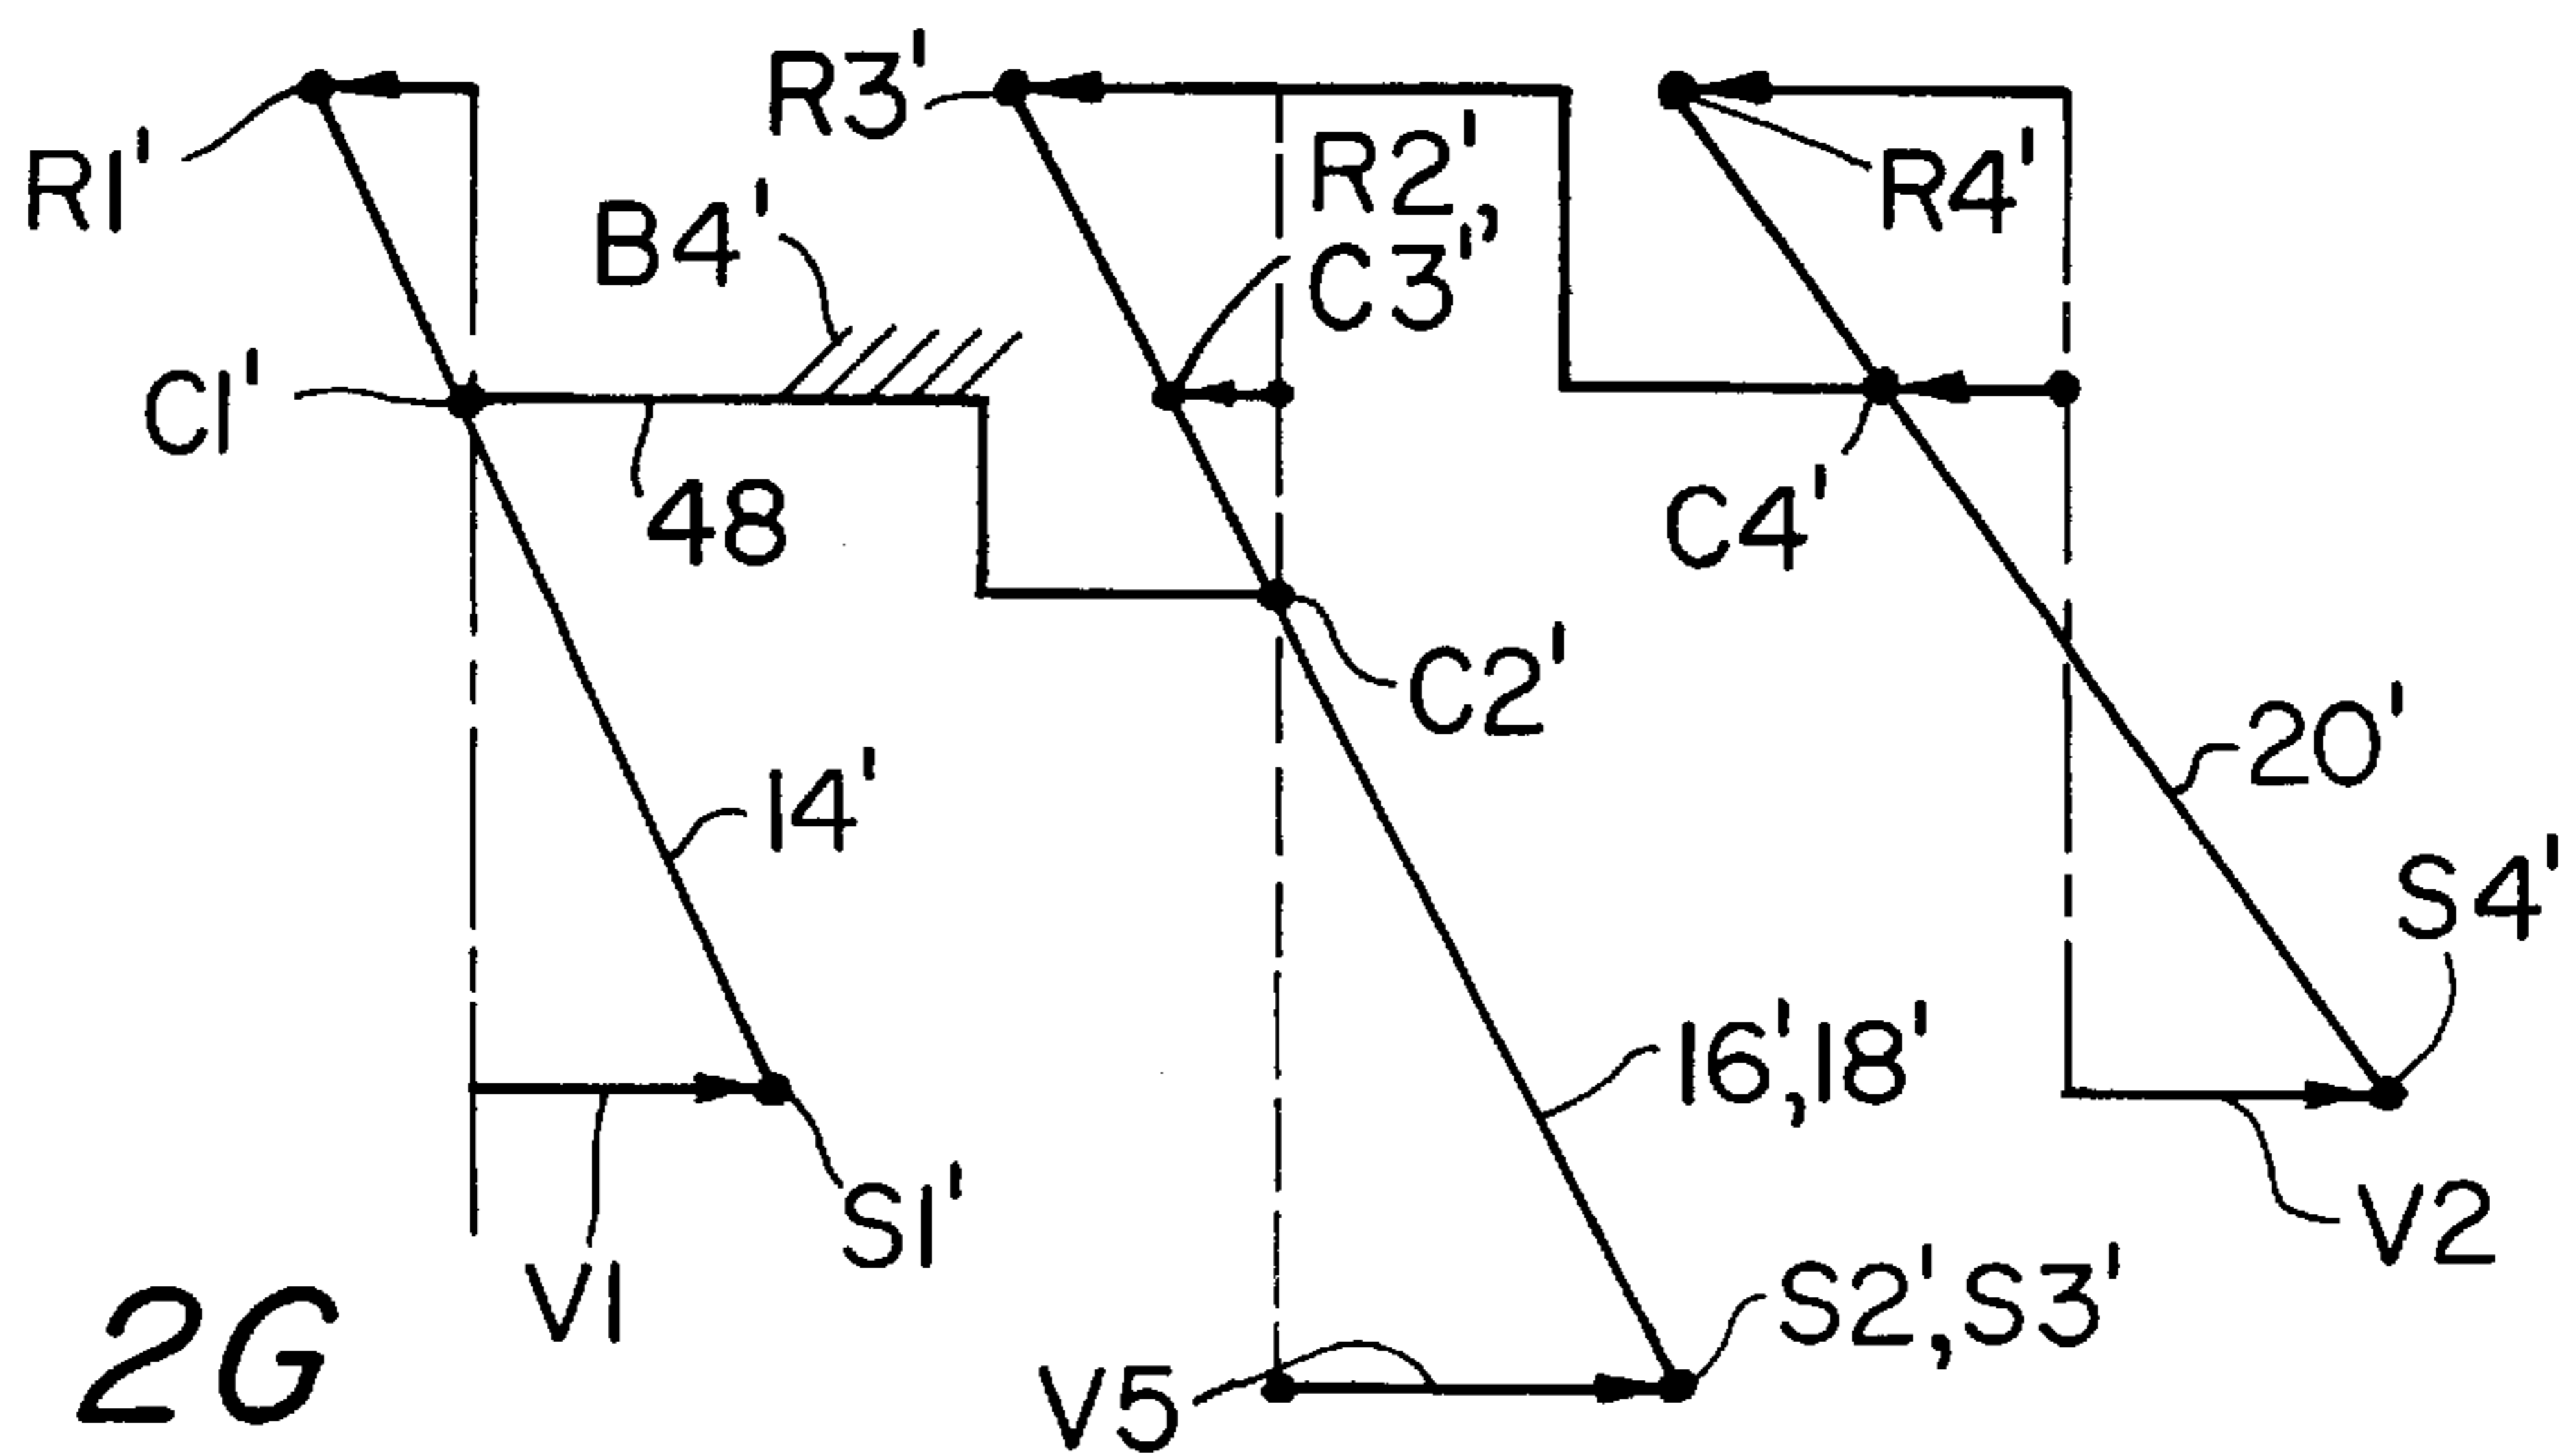 R1'
R3'
R2',
C3'
R4'
B4'
C1'
48
C4'
C2'
14'
20'
S4'
16',18'
S1'
V1
V2
S2',S3'
V5
2G